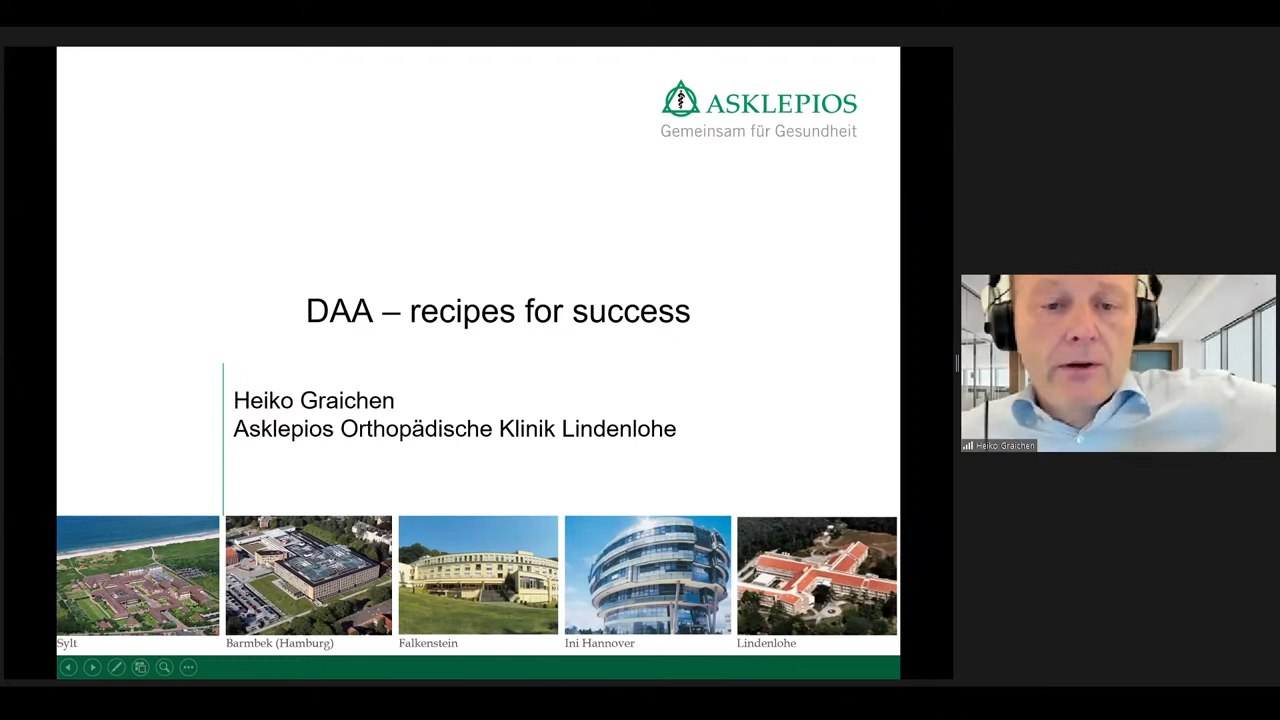 ASKLEPIOS
Gemeinsam für Gesundheit
DAA – recipes for success
Heiko Graichen
Asklepios Orthopädische Klinik Lindenlohe
Sylt
Barmbek (Hamburg)
Falkenstein
Ini Hannover
Lindenlohe
Heiko Graichen